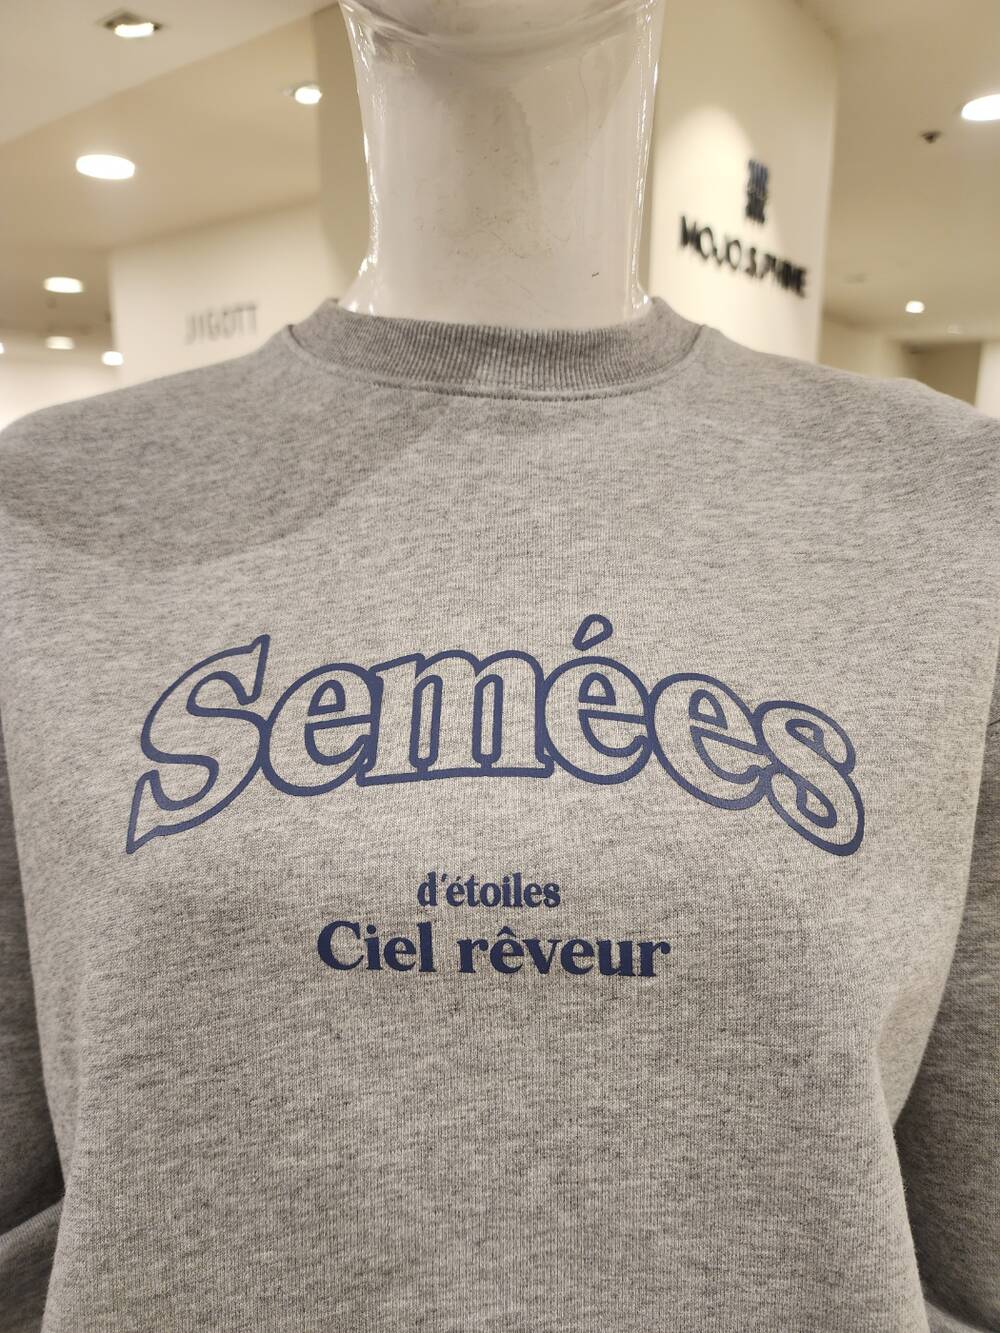 JIGOTT
MOJO.S.PHINE
Semées
d'étoiles
Ciel rêveur